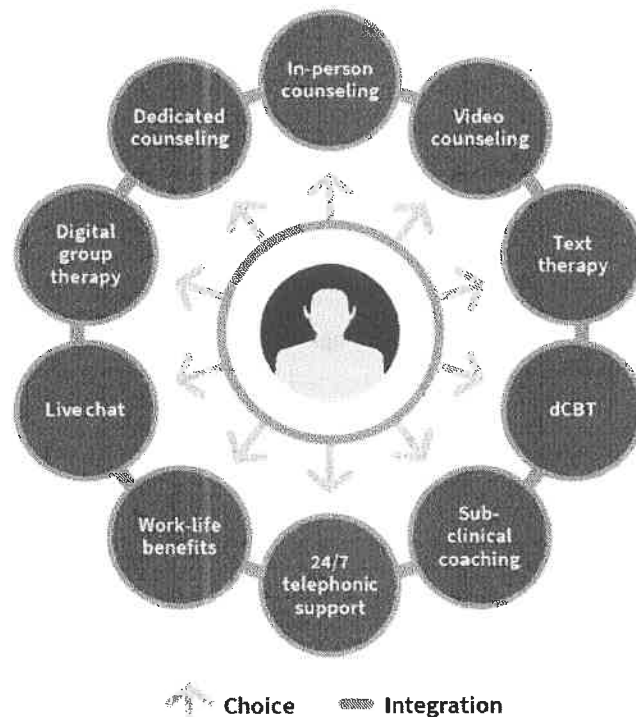 In-person
counseling
Video
counseling
Text
therapy
dCBT
Sub-
clinical
coaching
24/7
telephonic
support
Work-life
benefits
Live chat
Digital
group
therapy
Dedicated
counseling
Choice
Integration